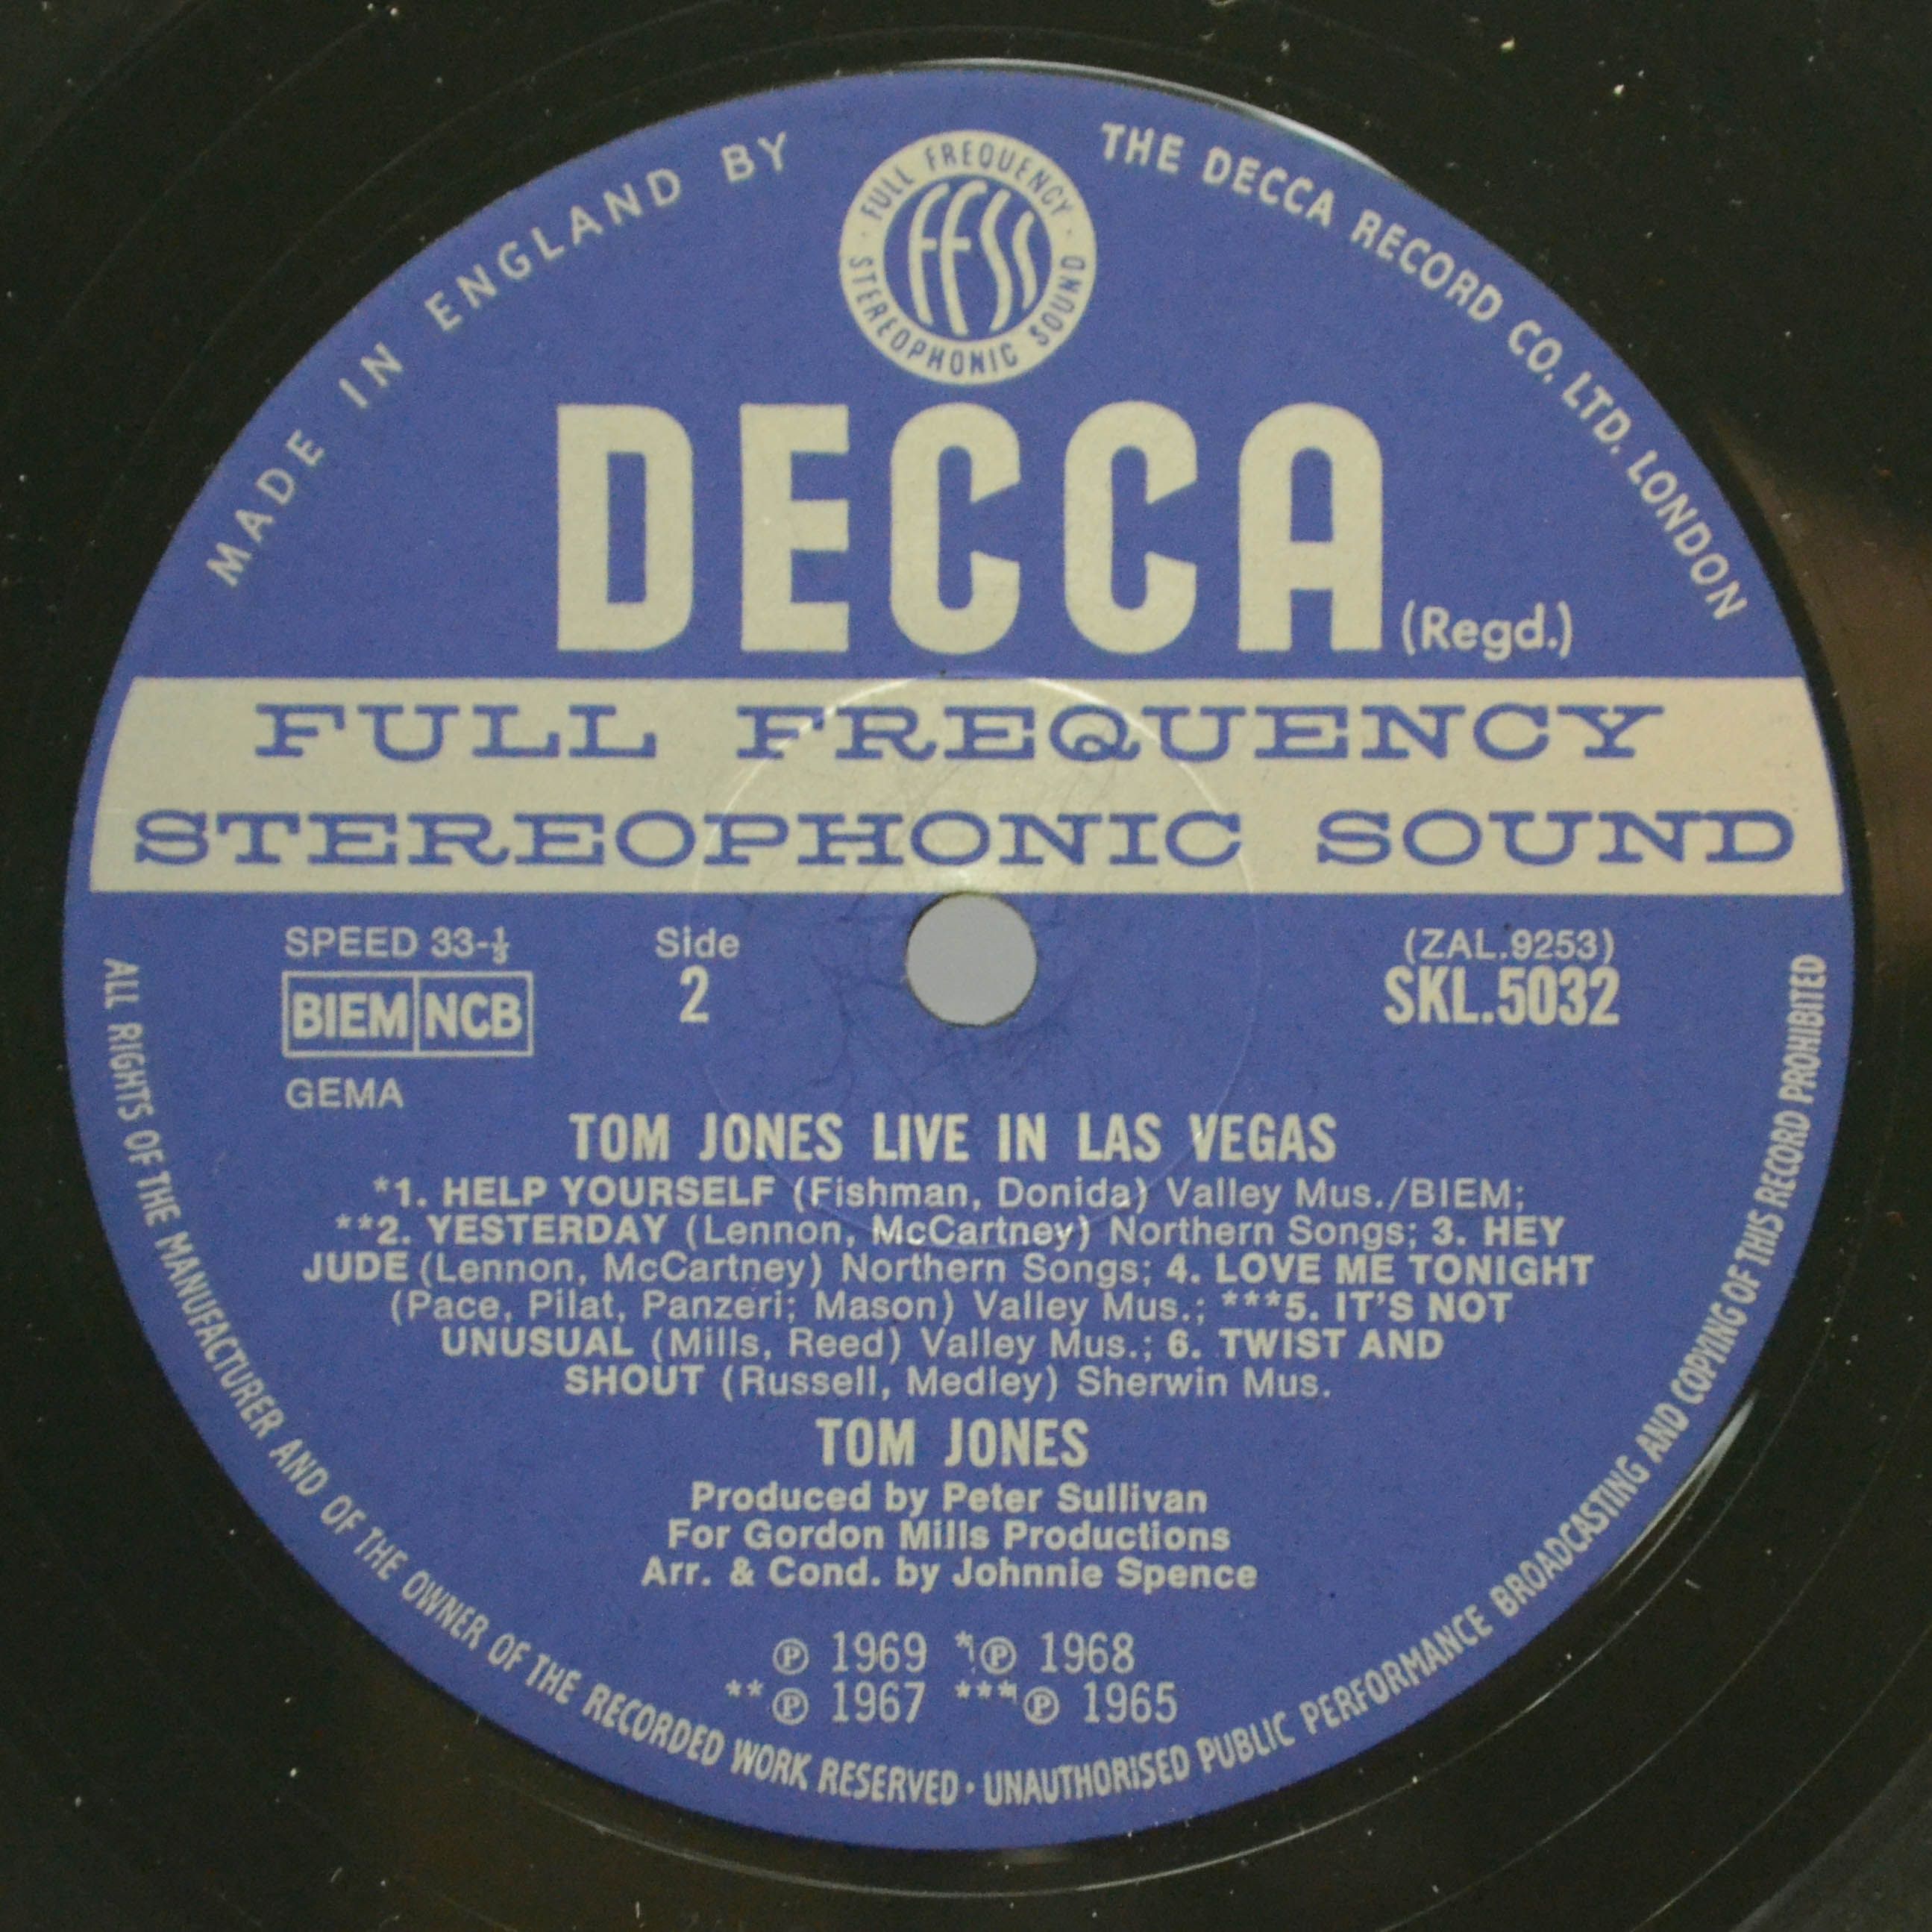 MADE IN ENGLAND BY THE DECCA RECORD CO. LTD. LONDON
FULL FREQUENCY
STEREOPHONIC SOUND
FFSS
DECCA (Regd.)
FULL FREQUENCY
STEREOPHONIC SOUND
SPEED 33-⅓
Side
2
(ZAL.9253)
SKL.5032
BIEM NCB
GEMA
TOM JONES LIVE IN LAS VEGAS
*1. HELP YOURSELF (Fishman, Donida) Valley Mus./BIEM;
**2. YESTERDAY (Lennon, McCartney) Northern Songs; 3. HEY
JUDE (Lennon, McCartney) Northern Songs; 4. LOVE ME TONIGHT
(Pace, Pilat, Panzeri; Mason) Valley Mus.; ***5. IT'S NOT
UNUSUAL (Mills, Reed) Valley Mus.; 6. TWIST AND
SHOUT (Russell, Medley) Sherwin Mus.
TOM JONES
Produced by Peter Sullivan
For Gordon Mills Productions
Arr. & Cond. by Johnnie Spence
℗ 1969 *℗ 1968
**℗ 1967 ***℗ 1965
ALL RIGHTS OF THE MANUFACTURER AND OF THE OWNER OF THE RECORDED WORK RESERVED · UNAUTHORISED PUBLIC PERFORMANCE BROADCASTING AND COPYING OF THIS RECORD PROHIBITED